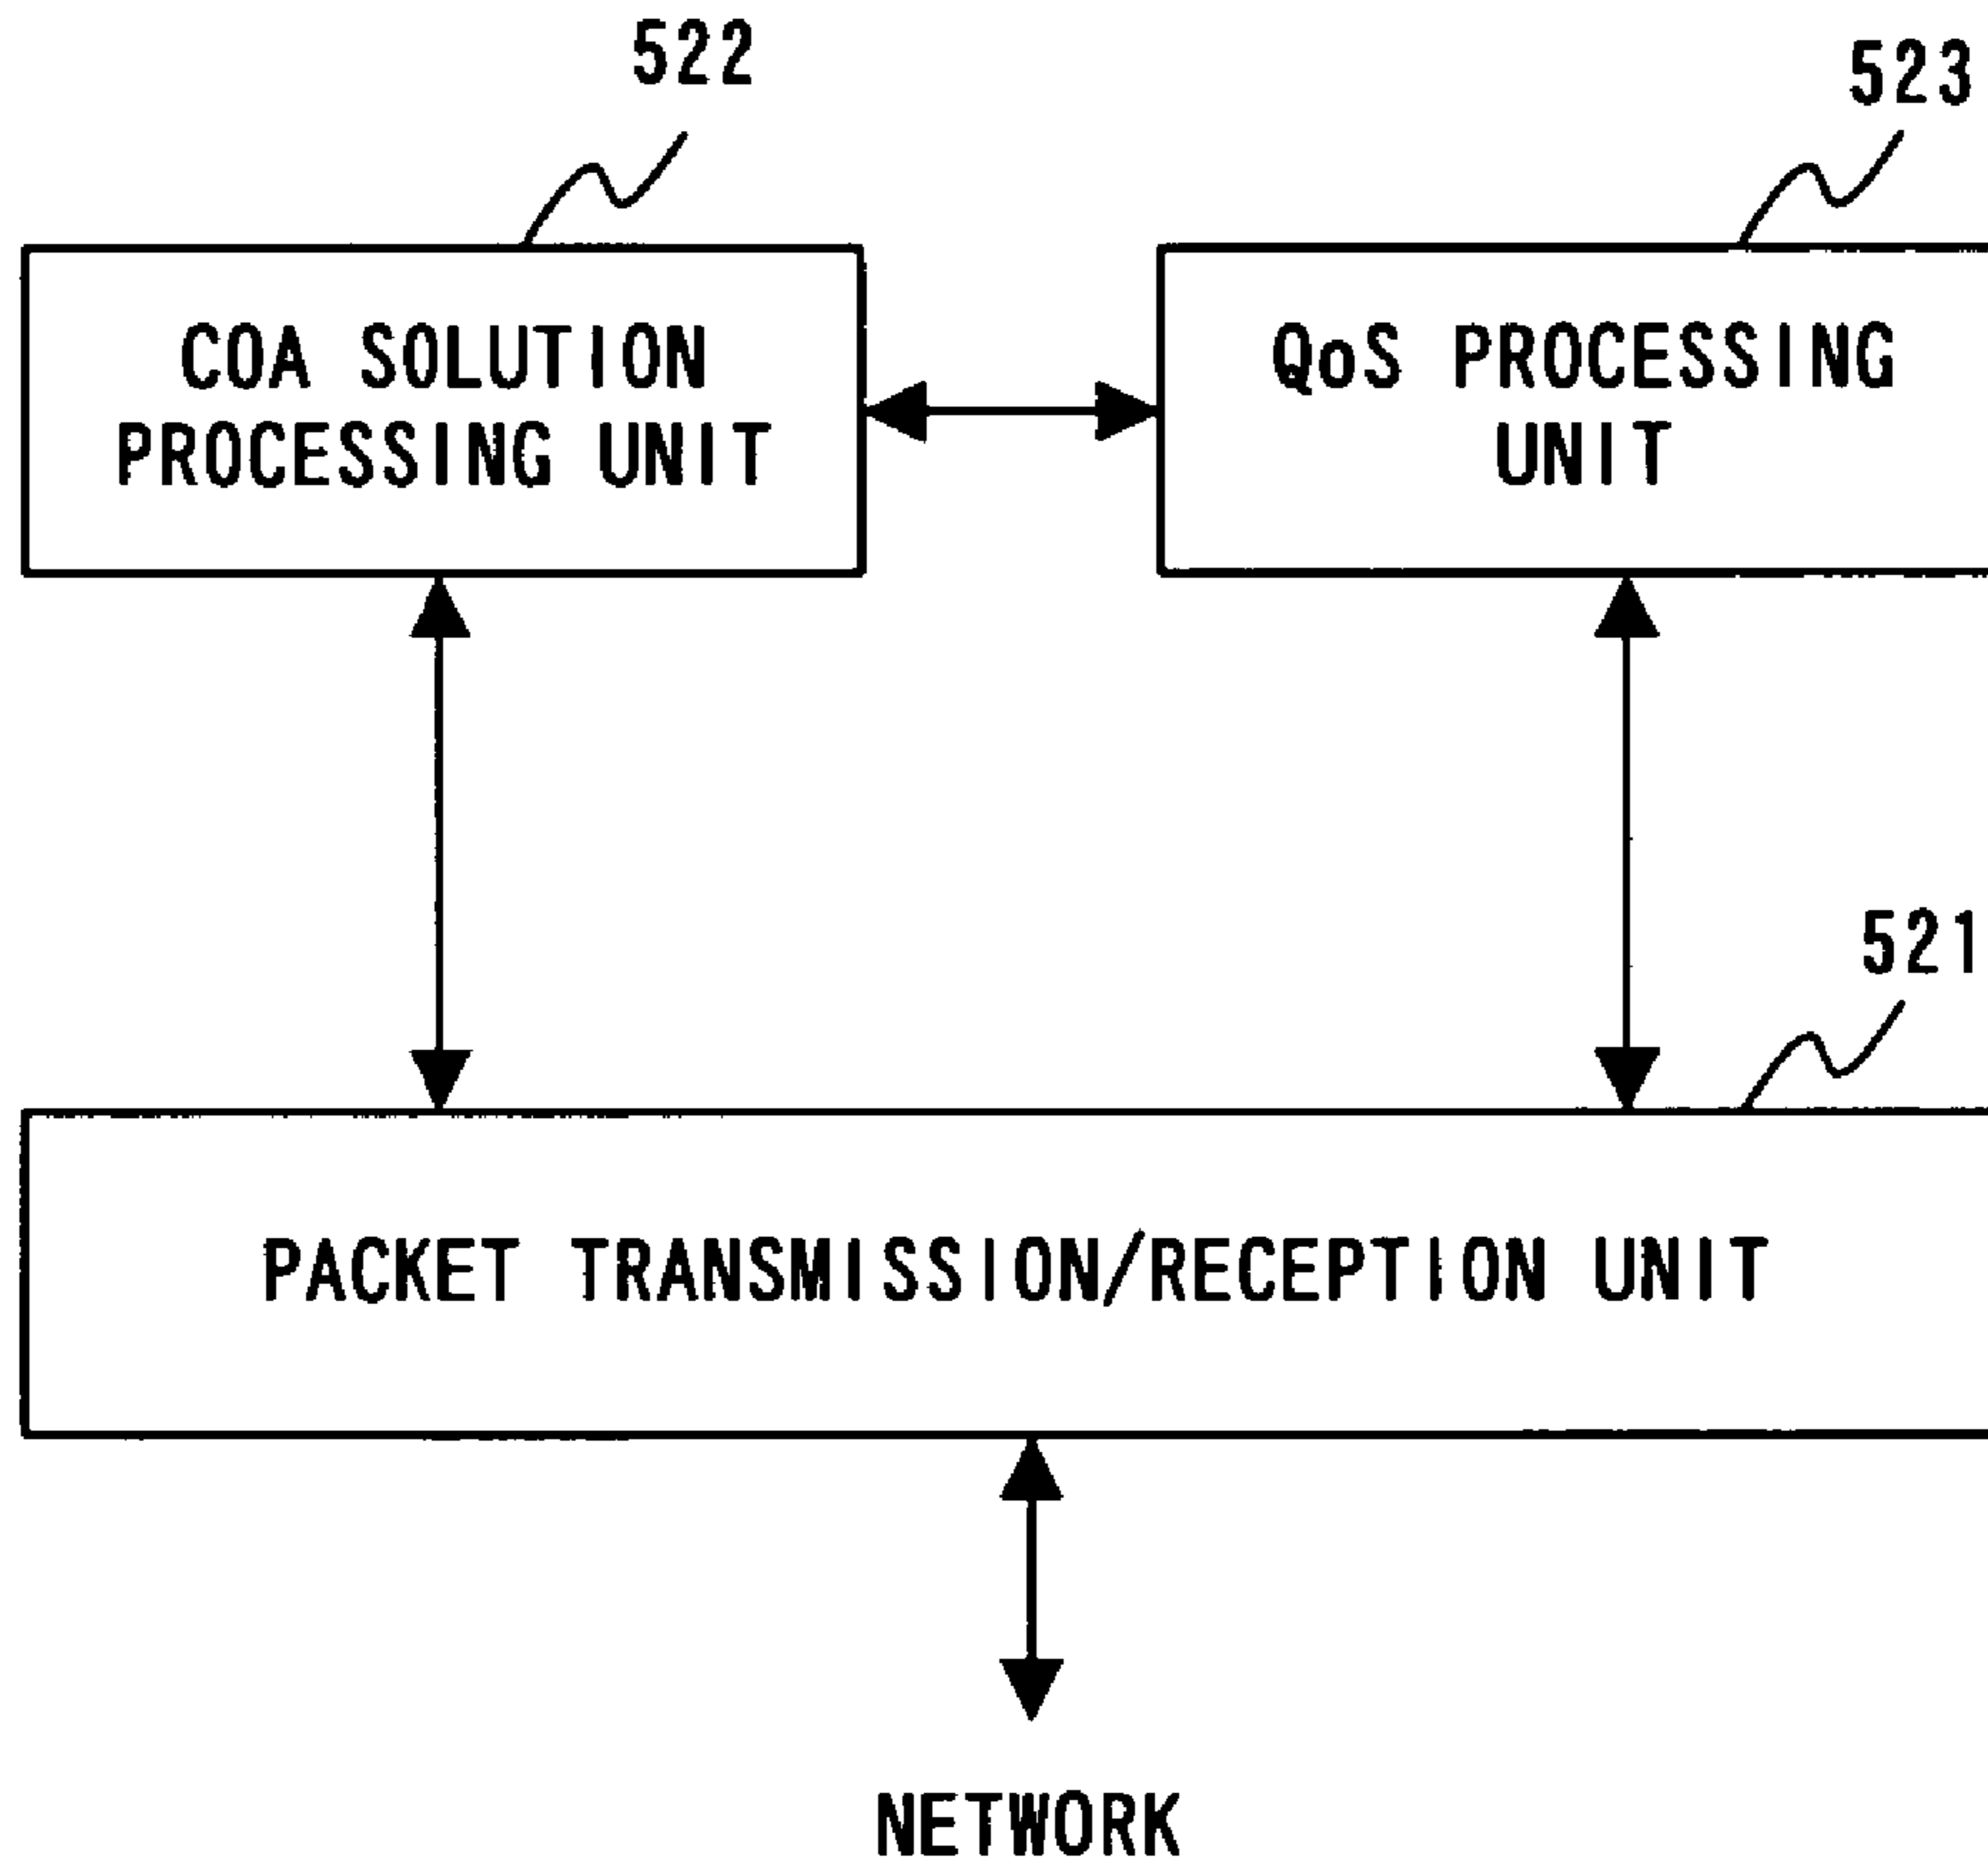 522
523
COA SOLUTION
PROCESSING UNIT
QoS PROCESSING
UNIT
521
PACKET TRANSMISSION/RECEPTION UNIT
NETWORK